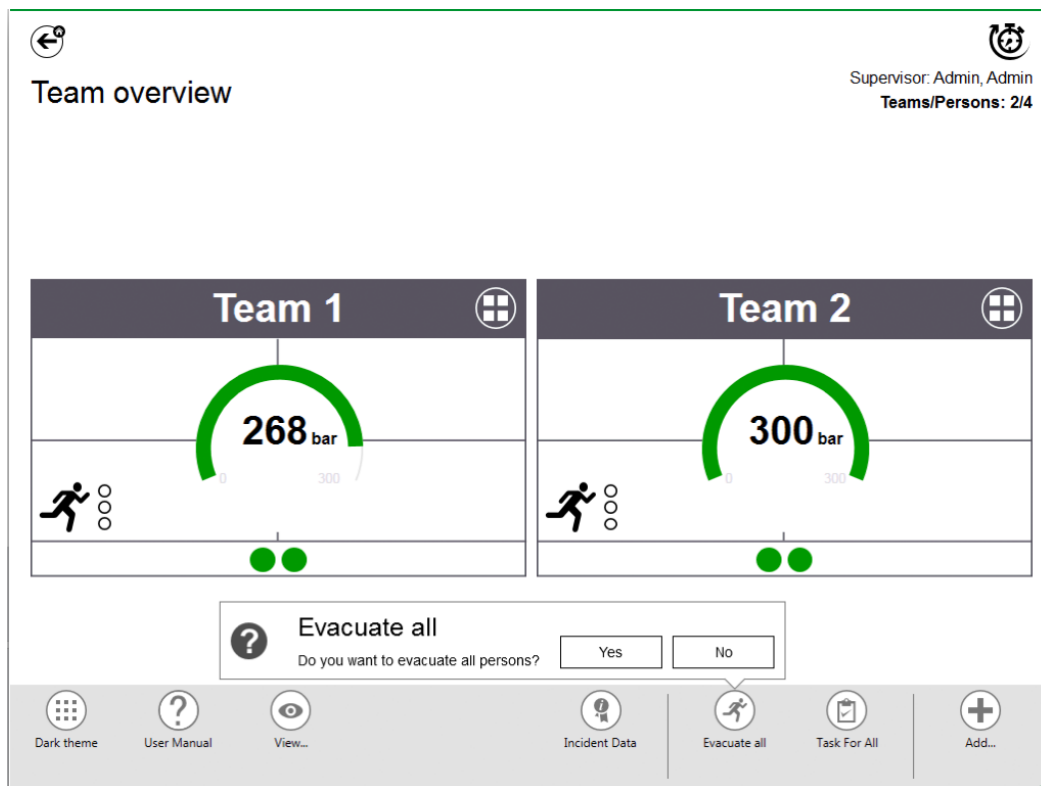 Team overview
Supervisor: Admin, Admin
Teams/Persons: 2/4
Team 1
268 bar
0
300
Team 2
300 bar
0
300
Evacuate all
Do you want to evacuate all persons?
Yes
No
Dark theme
User Manual
View...
Incident Data
Evacuate all
Task For All
Add...